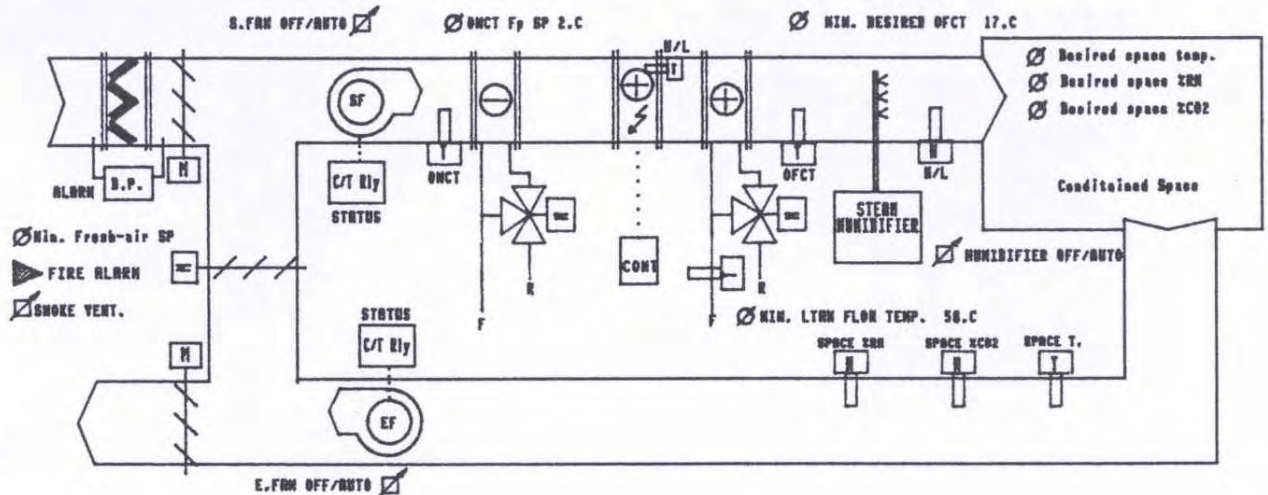 S.FAN OFF/AUTO
ONCT Fp SP 2.C
MIN. DESIRED OFCT 17.C
H/L
T
Desired space temp.
Desired space %RH
Desired space %CO2
SF
T
ONCT
T
OFCT
H
H/L
ALARM
D.P.
M
C/T Rly
STATUS
STEAM
HUMIDIFIER
Conditained Space
Min. Fresh-air SP
FIRE ALARM
SMOKE VENT.
CONT
T
HUMIDIFIER OFF/AUTO
F
R
F
R
MIN. LTHW FLOW TEMP. 50.C
STATUS
C/T Rly
M
SPACE %RH
SPACE %CO2
SPACE T.
H
H
T
EF
E.FAN OFF/AUTO